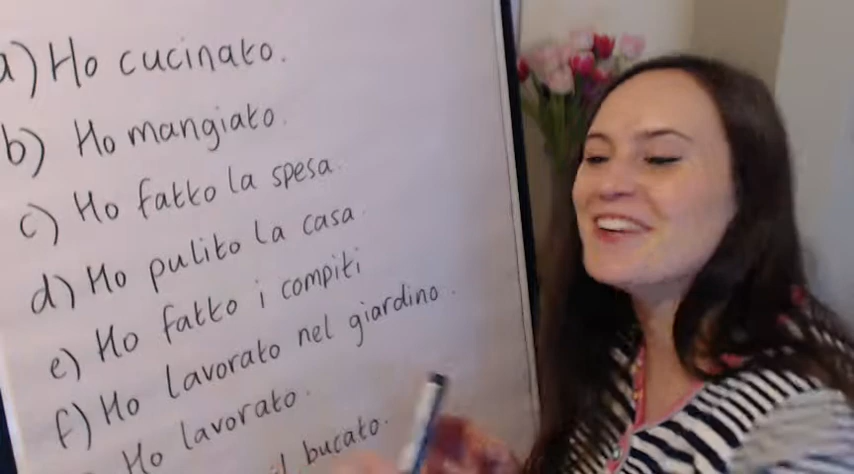 a) Ho cucinato.
b) Ho mangiato.
c) Ho fatto la spesa.
d) Ho pulito la casa.
e) Ho fatto i compiti
f) Ho lavorato nel giardino.
Ho lavorato.
il bucato.